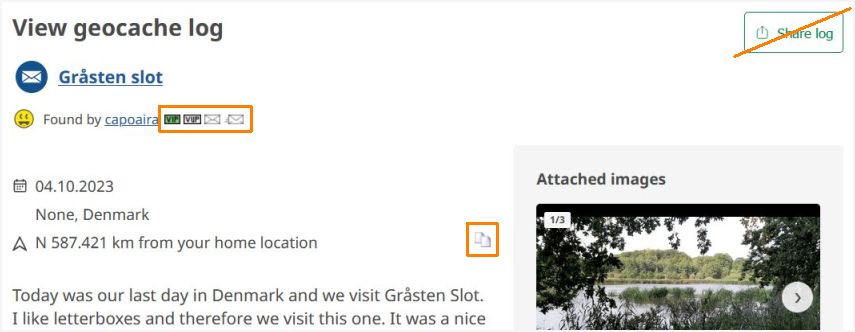 View geocache log
Share log
Gråsten slot
Found by capoaira VIP VUP
04.10.2023
None, Denmark
N 587.421 km from your home location
Attached images
1/3
Today was our last day in Denmark and we visit Gråsten Slot.
I like letterboxes and therefore we visit this one. It was a nice